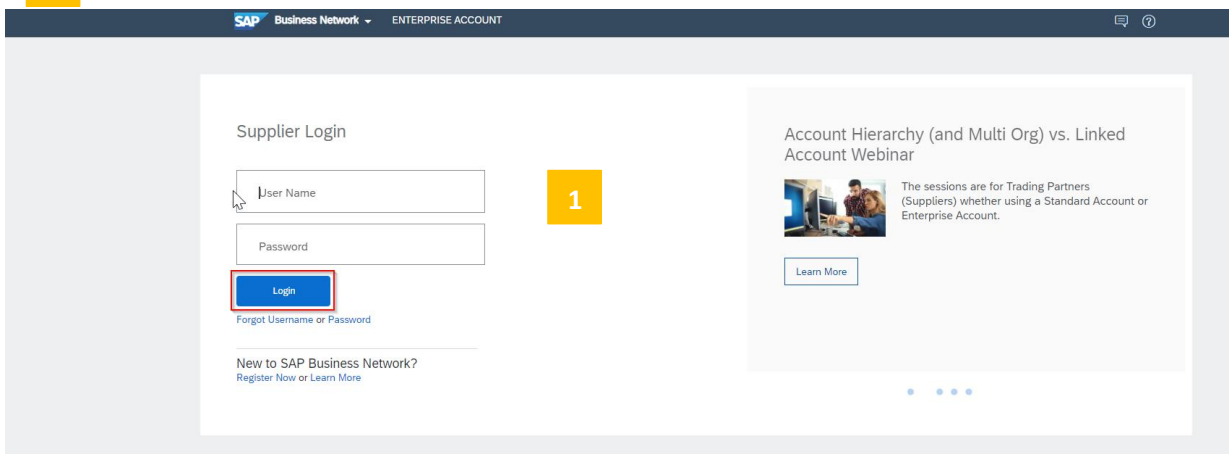 SAP Business Network ENTERPRISE ACCOUNT
Supplier Login
User Name
1
Password
Login
Forgot Username or Password
New to SAP Business Network?
Register Now or Learn More
Account Hierarchy (and Multi Org) vs. Linked
Account Webinar
The sessions are for Trading Partners
(Suppliers) whether using a Standard Account or
Enterprise Account.
Learn More